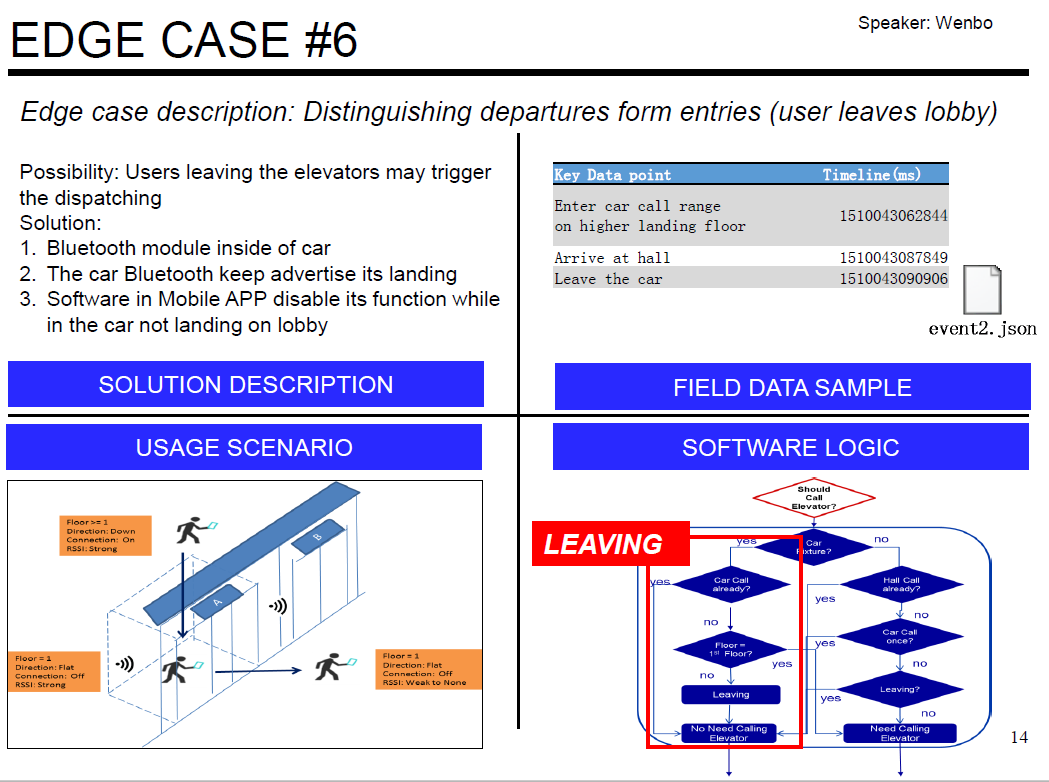 EDGE CASE #6
Speaker: Wenbo
Edge case description: Distinguishing departures form entries (user leaves lobby)
Possibility: Users leaving the elevators may trigger
the dispatching
Solution:
1. Bluetooth module inside of car
2. The car Bluetooth keep advertise its landing
3. Software in Mobile APP disable its function while
in the car not landing on lobby
Key Data point Timeline(ms)
Enter car call range
on higher landing floor 1510043062844
Arrive at hall 1510043087849
Leave the car 1510043090906
event2.json
SOLUTION DESCRIPTION
FIELD DATA SAMPLE
USAGE SCENARIO
SOFTWARE LOGIC
Floor >= 1
Direction: Down
Connection: On
RSSI: Strong
B
A
Floor = 1
Direction: Flat
Connection: Off
RSSI: Strong
Floor = 1
Direction: Flat
Connection: Off
RSSI: Weak to None
Should
Call
Elevator?
LEAVING
yes
Car
Fixture?
no
yes
Car Call
already?
Hall Call
already?
yes
no
no
Floor =
1st Floor?
Car Call
once?
yes
yes
no
no
Leaving
Leaving?
yes
no
No Need Calling
Elevator
Need Calling
Elevator
14